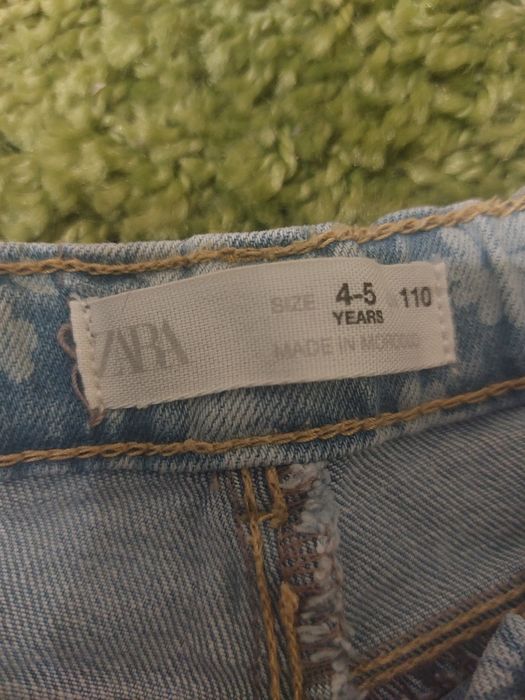 ZARA
SIZE 4-5 110
YEARS
MADE IN MOROCCO